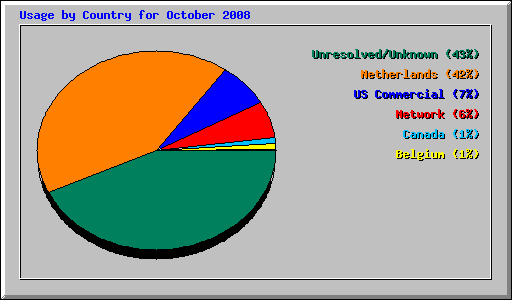 Usage by Country for October 2008
Unresolved/Unknown (43%)
Netherlands (42%)
US Commercial (7%)
Network (6%)
Canada (1%)
Belgium (1%)